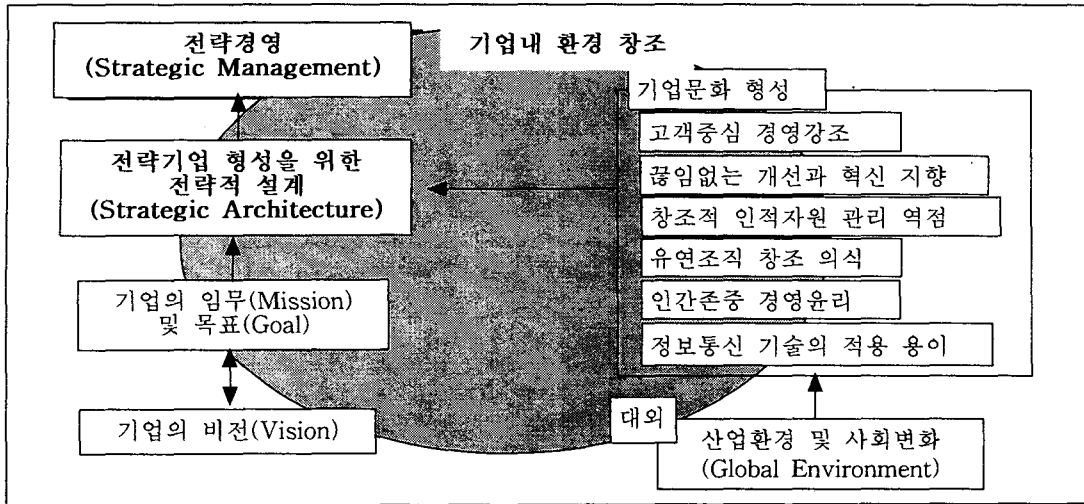 전략경영
(Strategic Management)
기업내 환경 창조
전략기업 형성을 위한
전략적 설계
(Strategic Architecture)
기업의 임무(Mission)
및 목표(Goal)
기업의 비전(Vision)
기업문화 형성
고객중심 경영강조
끊임없는 개선과 혁신 지향
창조적 인적자원 관리 역점
유연조직 창조 의식
인간존중 경영윤리
정보통신 기술의 적용 용이
대외
산업환경 및 사회변화
(Global Environment)